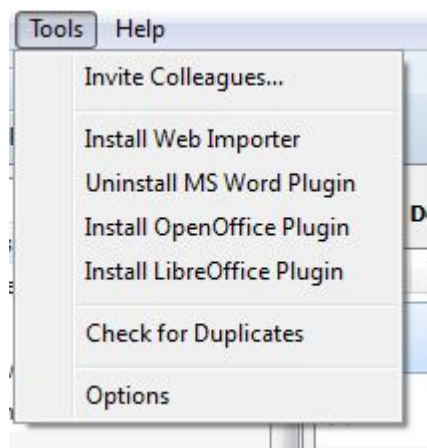 Tools Help
Invite Colleagues...
Install Web Importer
Uninstall MS Word Plugin
Install OpenOffice Plugin
Install LibreOffice Plugin
Check for Duplicates
Options